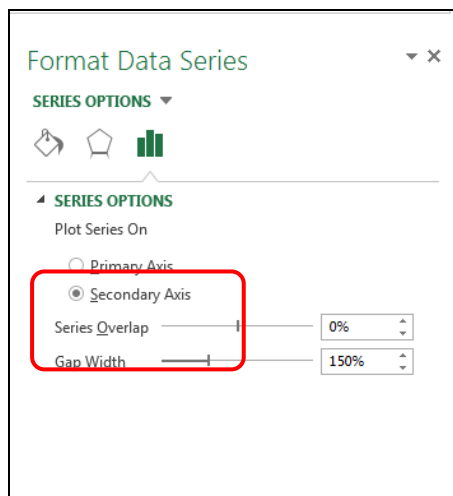 Format Data Series
SERIES OPTIONS
SERIES OPTIONS
Plot Series On
Primary Axis
Secondary Axis
Series Overlap 0%
Gap Width 150%